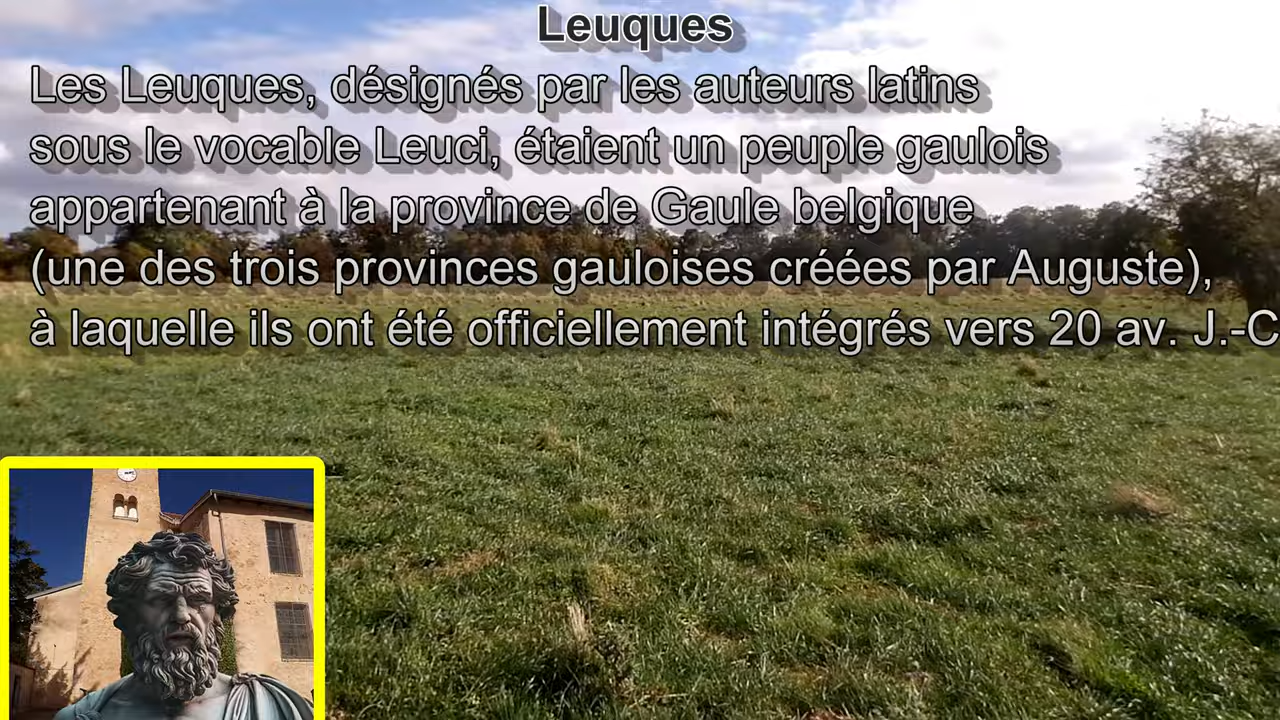 Leuques
Les Leuques, désignés par les auteurs latins
sous le vocable Leuci, étaient un peuple gaulois
appartenant à la province de Gaule belgique
(une des trois provinces gauloises créées par Auguste),
à laquelle ils ont été officiellement intégrés vers 20 av. J.-C